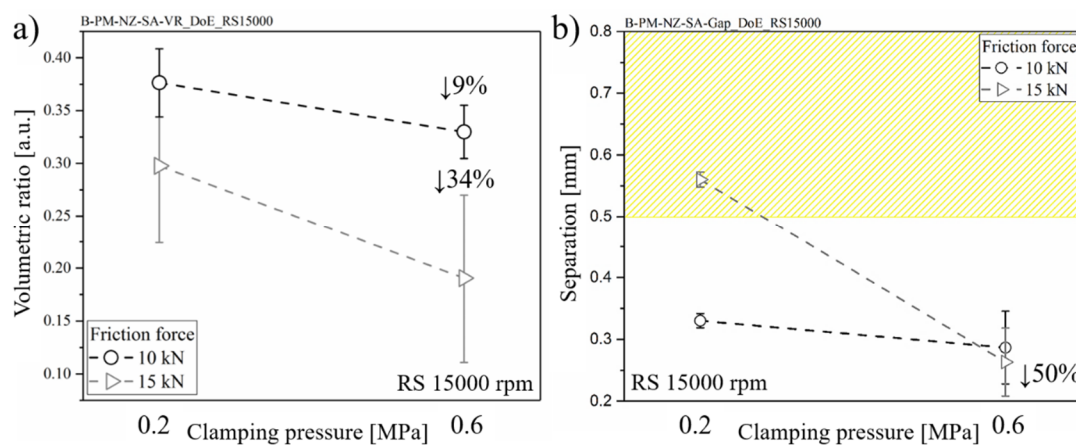 B-PM-NZ-SA-VR_DoE_RS15000
a)
0.40
0.35
0.30
0.25
0.20
0.15
0.10
Volumetric ratio [a.u.]
↓9%
↓34%
Friction force
10 kN
15 kN
RS 15000 rpm
0.2
0.6
Clamping pressure [MPa]
B-PM-NZ-SA-Gap_DoE_RS15000
b)
0.8
0.7
0.6
0.5
0.4
0.3
0.2
Separation [mm]
Friction force
10 kN
15 kN
↓50%
RS 15000 rpm
0.2
0.6
Clamping pressure [MPa]